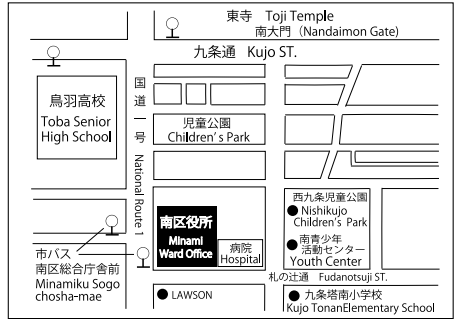 東寺 Toji Temple
南大門（Nandaimon Gate)
九条通 Kujo ST.
鳥羽高校
Toba Senior
High School
国道一号 National Route 1
児童公園
Children's Park
南区役所
Minami
Ward Office
病院
Hospital
西九条児童公園
Nishikujo
Children's Park
南青少年
活動センター
Youth Center
市バス
南区総合庁舎前
Minamiku Sogo
chosha-mae
札の辻通 Fudanotsuji ST.
LAWSON
九条塔南小学校
Kujo TonanElementary School